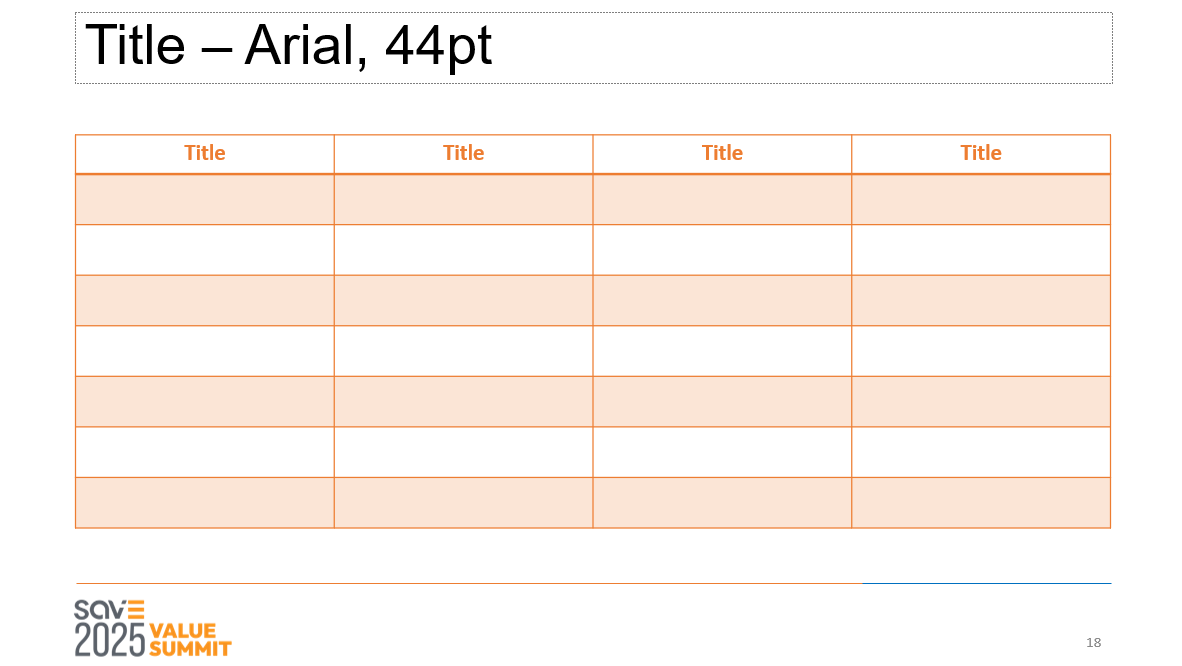 Title – Arial, 44pt
Title Title Title Title
SAVE
2025 VALUE
SUMMIT
18